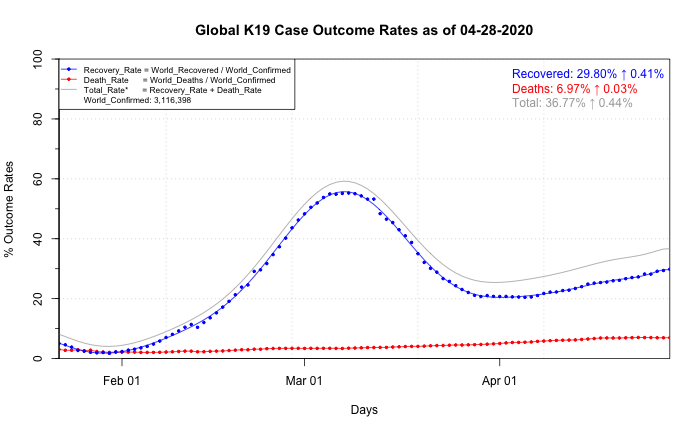 Global K19 Case Outcome Rates as of 04-28-2020
Recovery_Rate = World_Recovered / World_Confirmed
Death_Rate = World_Deaths / World_Confirmed
Total_Rate* = Recovery_Rate + Death_Rate
World_Confirmed: 3,116,398
Recovered: 29.80% ↑ 0.41%
Deaths: 6.97% ↑ 0.03%
Total: 36.77% ↑ 0.44%
% Outcome Rates
100
80
60
40
20
0
Feb 01
Mar 01
Apr 01
Days